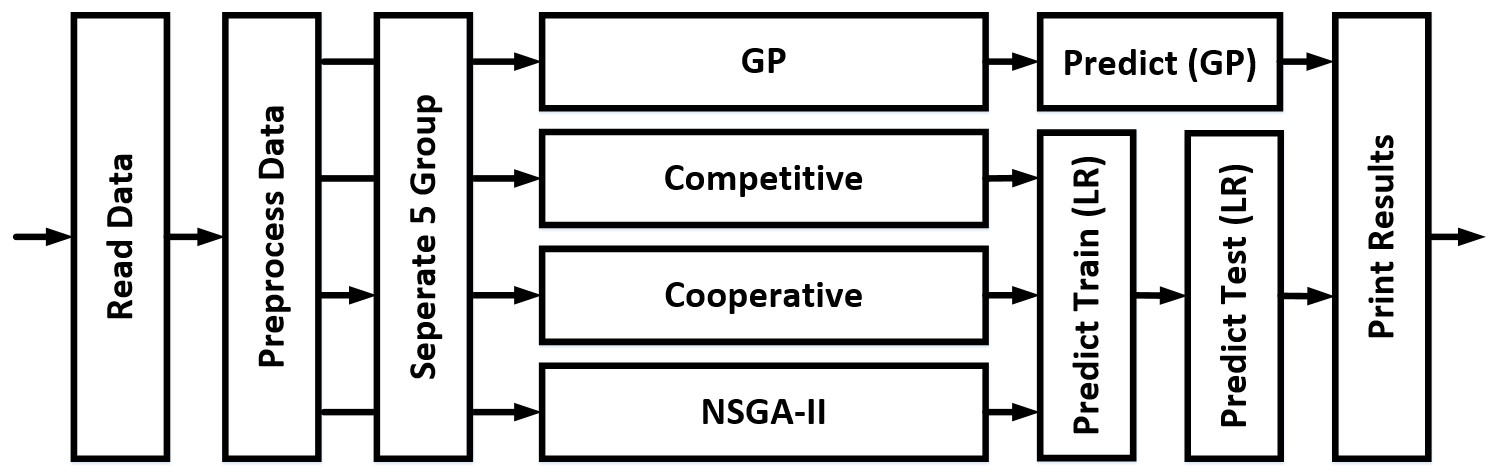 Read Data
Preprocess Data
Seperate 5 Group
GP
Competitive
Cooperative
NSGA-II
Predict (GP)
Predict Train (LR)
Predict Test (LR)
Print Results